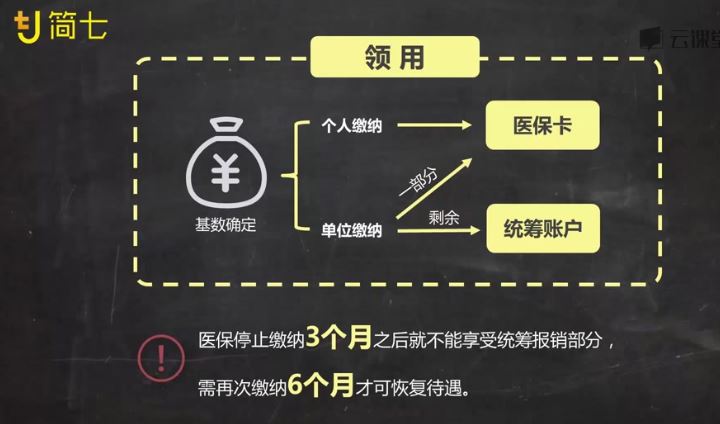 简七
云课堂
领用
个人缴纳
医保卡
一部分
¥
基数确定
单位缴纳
剩余
统筹账户
医保停止缴纳3个月之后就不能享受统筹报销部分，
需再次缴纳6个月才可恢复待遇。